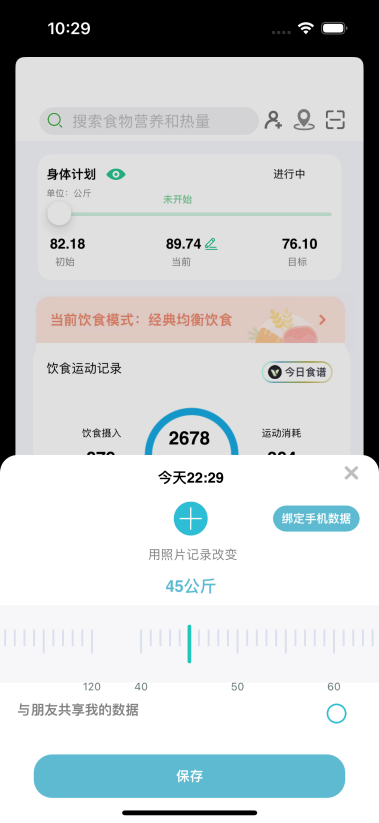 10:29
搜索食物营养和热量
身体计划
进行中
单位：公斤
未开始
82.18
89.74
76.10
初始
当前
目标
当前饮食模式：经典均衡饮食
饮食运动记录
今日食谱
饮食摄入
2678
运动消耗
今天22:29
绑定手机数据
用照片记录改变
45公斤
120 40 50 60
与朋友共享我的数据
保存